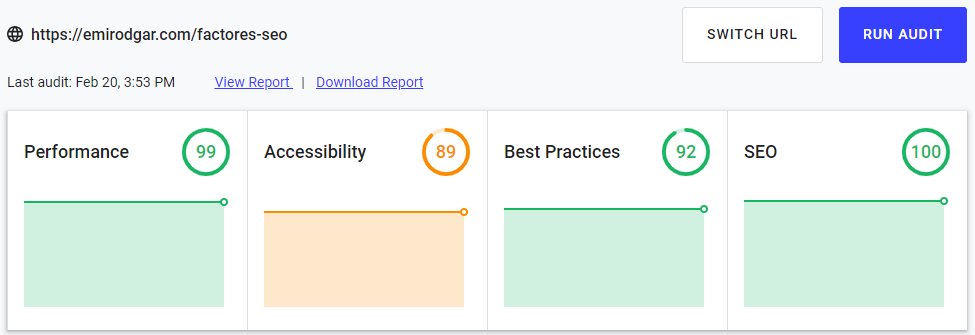 https://emirodgar.com/factores-seo
SWITCH URL
RUN AUDIT
Last audit: Feb 20, 3:53 PM
View Report | Download Report
Performance 99
Accessibility 89
Best Practices 92
SEO 100